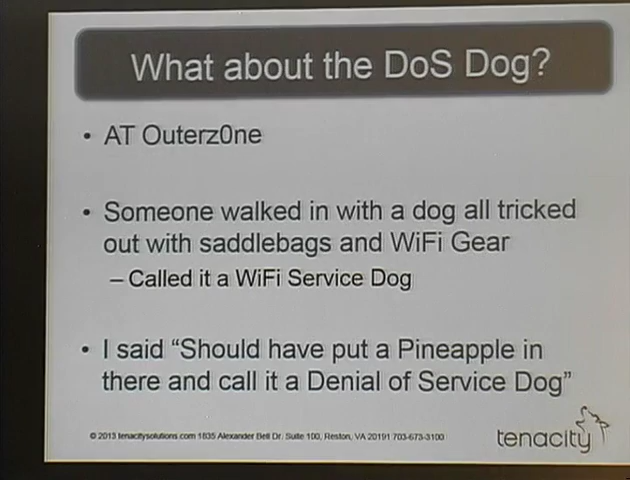 What about the DoS Dog?
• AT Outerz0ne
• Someone walked in with a dog all tricked
out with saddlebags and WiFi Gear
– Called it a WiFi Service Dog
• I said “Should have put a Pineapple in
there and call it a Denial of Service Dog”
© 2013 tenacitysolutions.com 1835 Alexander Bell Dr. Suite 100, Reston, VA 20191 703-673-3100
tenacity